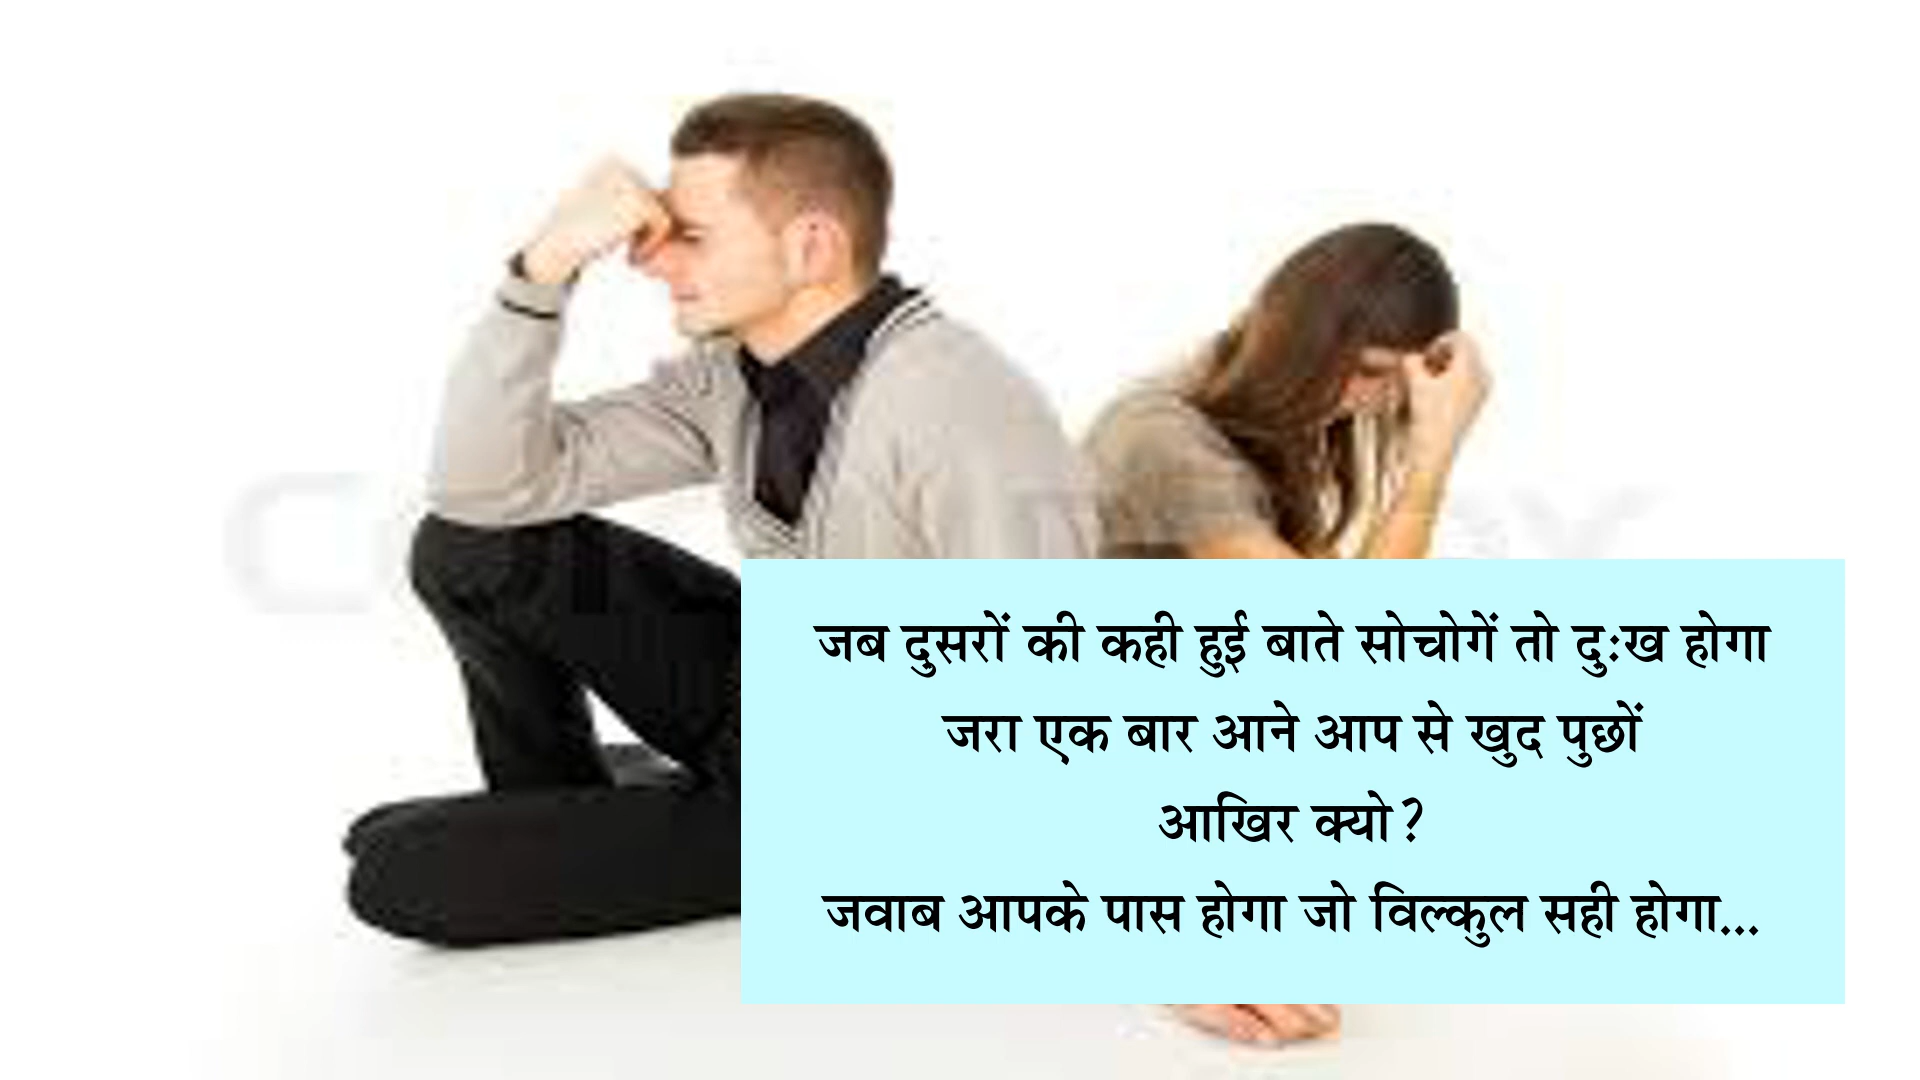 जब दुसरों की कही हुई बाते सोचोगें तो दुःख होगा
जरा एक बार आने आप से खुद पुछों
आखिर क्यो?
जवाब आपके पास होगा जो विल्कुल सही होगा...